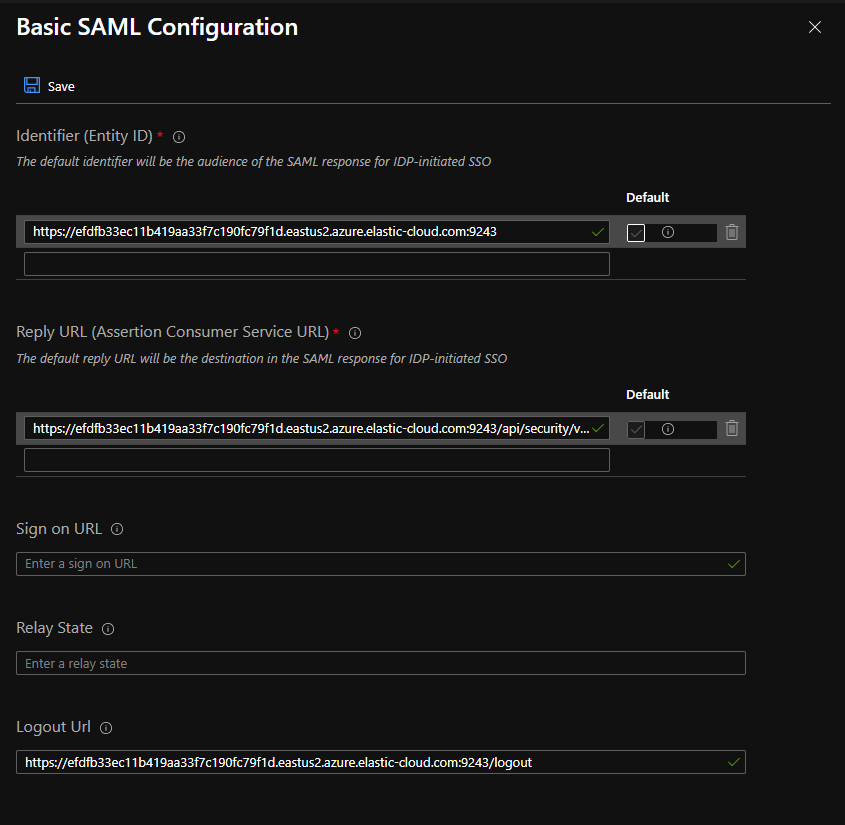 Basic SAML Configuration
Save
Identifier (Entity ID) *
The default identifier will be the audience of the SAML response for IDP-initiated SSO
Default
https://efdfb33ec11b419aa33f7c190fc79f1d.eastus2.azure.elastic-cloud.com:9243
Reply URL (Assertion Consumer Service URL) *
The default reply URL will be the destination in the SAML response for IDP-initiated SSO
Default
https://efdfb33ec11b419aa33f7c190fc79f1d.eastus2.azure.elastic-cloud.com:9243/api/security/v...
Sign on URL
Enter a sign on URL
Relay State
Enter a relay state
Logout Url
https://efdfb33ec11b419aa33f7c190fc79f1d.eastus2.azure.elastic-cloud.com:9243/logout